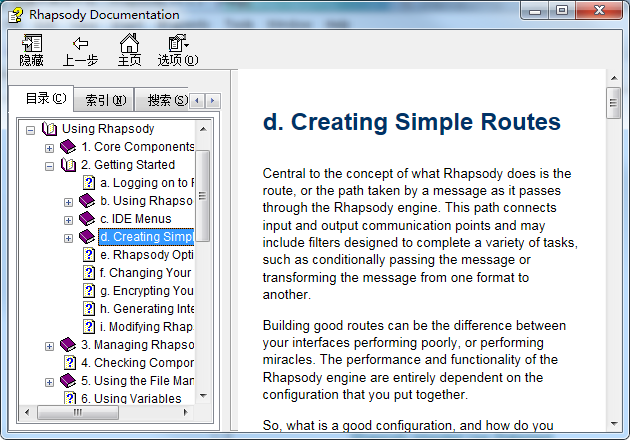 Rhapsody Documentation
隐藏 上一步 主页 选项(O)
目录(C) 索引(N) 搜索(S)
Using Rhapsody
1. Core Components
2. Getting Started
a. Logging on to
b. Using Rhapso
c. IDE Menus
d. Creating Simpl
e. Rhapsody Opti
f. Changing Your
g. Encrypting You
h. Generating Inte
i. Modifying Rhap
3. Managing Rhapso
4. Checking Compor
5. Using the File Mar
6. Using Variables
d. Creating Simple Routes
Central to the concept of what Rhapsody does is the
route, or the path taken by a message as it passes
through the Rhapsody engine. This path connects
input and output communication points and may
include filters designed to complete a variety of tasks,
such as conditionally passing the message or
transforming the message from one format to
another.
Building good routes can be the difference between
your interfaces performing poorly, or performing
miracles. The performance and functionality of the
Rhapsody engine are entirely dependent on the
configuration that you put together.
So, what is a good configuration, and how do you